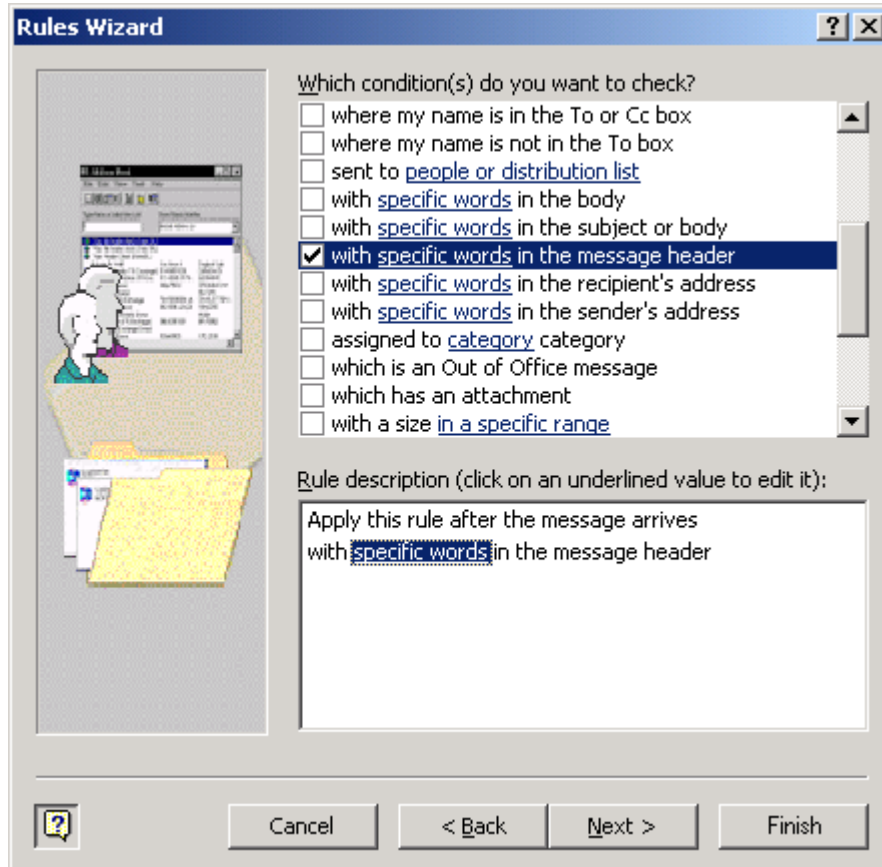 Rules Wizard
Which condition(s) do you want to check?
where my name is in the To or Cc box
where my name is not in the To box
sent to people or distribution list
with specific words in the body
with specific words in the subject or body
with specific words in the message header
with specific words in the recipient's address
with specific words in the sender's address
assigned to category category
which is an Out of Office message
which has an attachment
with a size in a specific range
Rule description (click on an underlined value to edit it):
Apply this rule after the message arrives
with specific words in the message header
Cancel
< Back
Next >
Finish